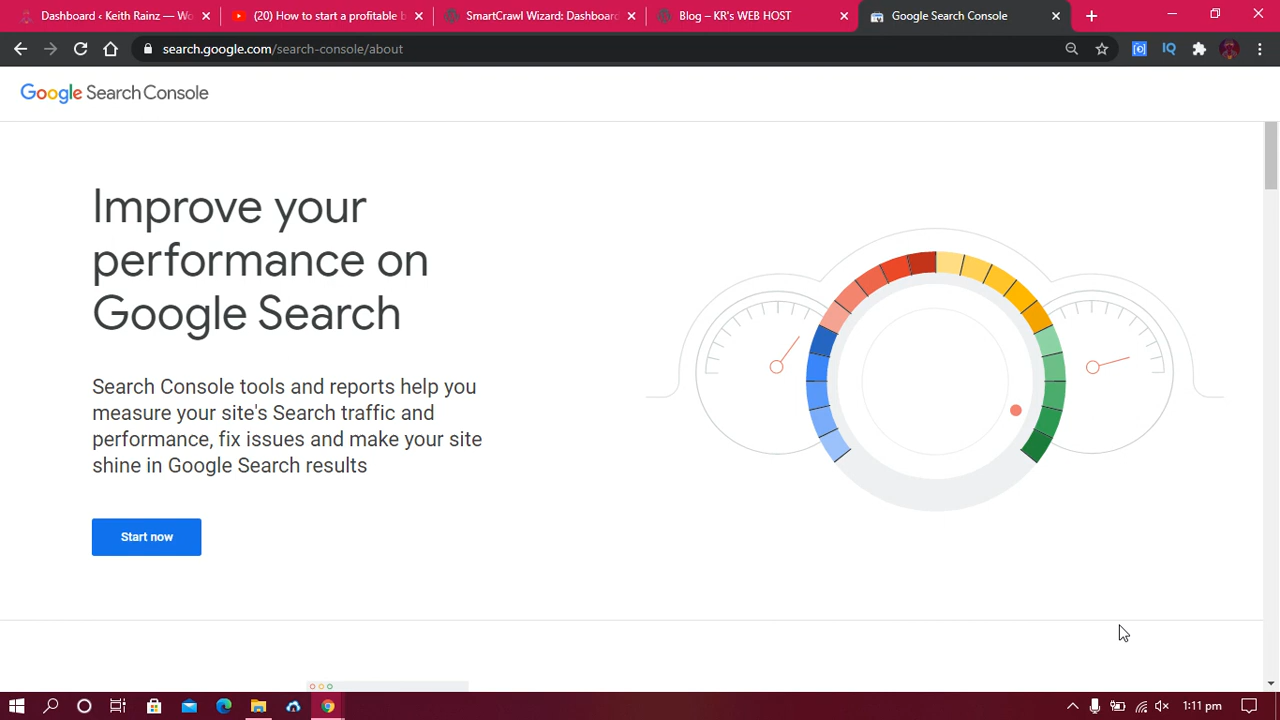 Dashboard ‹ Keith Rainz — Wo
(20) How to start a profitable b
SmartCrawl Wizard: Dashboard
Blog – KR's WEB HOST
Google Search Console
search.google.com/search-console/about
IQ
Google Search Console
Improve your
performance on
Google Search
Search Console tools and reports help you
measure your site's Search traffic and
performance, fix issues and make your site
shine in Google Search results
Start now
1:11 pm